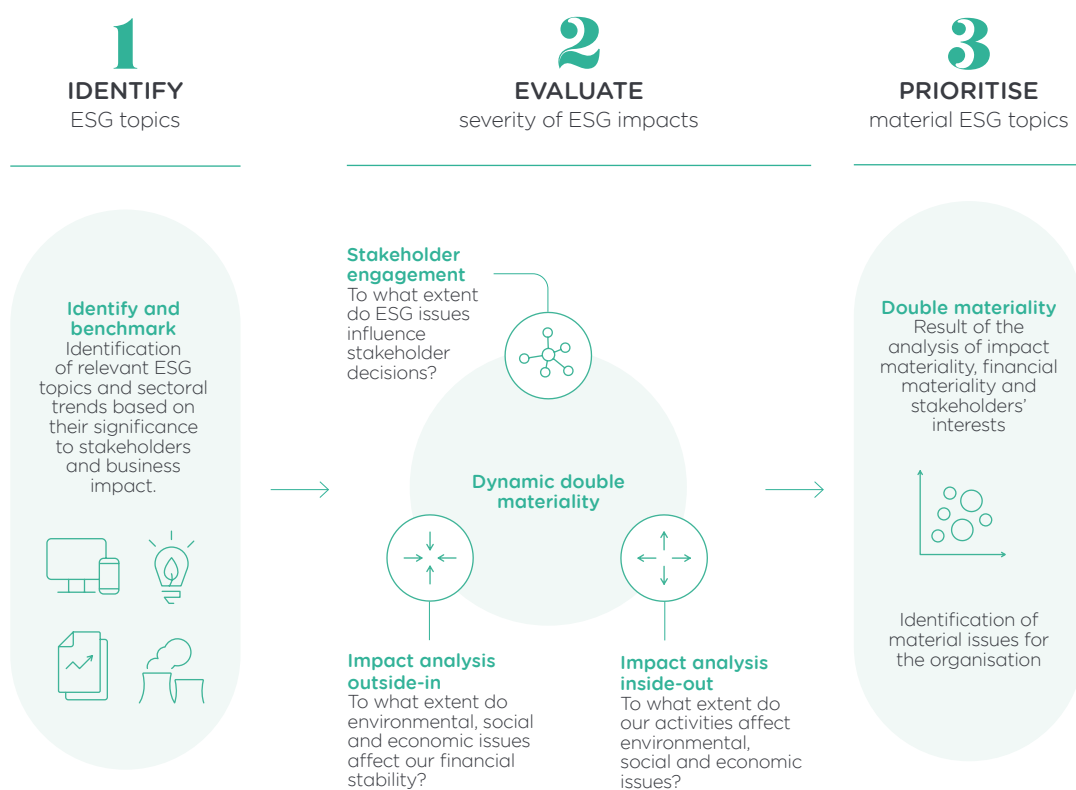 1
IDENTIFY
ESG topics
Identify and
benchmark
Identification
of relevant ESG
topics and sectoral
trends based on
their significance
to stakeholders
and business
impact.
2
EVALUATE
severity of ESG impacts
Stakeholder
engagement
To what extent
do ESG issues
influence
stakeholder
decisions?
Dynamic double
materiality
Impact analysis
outside-in
To what extent do
environmental, social
and economic issues
affect our financial
stability?
Impact analysis
inside-out
To what extent do
our activities affect
environmental,
social and economic
issues?
3
PRIORITISE
material ESG topics
Double materiality
Result of the
analysis of impact
materiality, financial
materiality and
stakeholders'
interests
Identification of
material issues for
the organisation